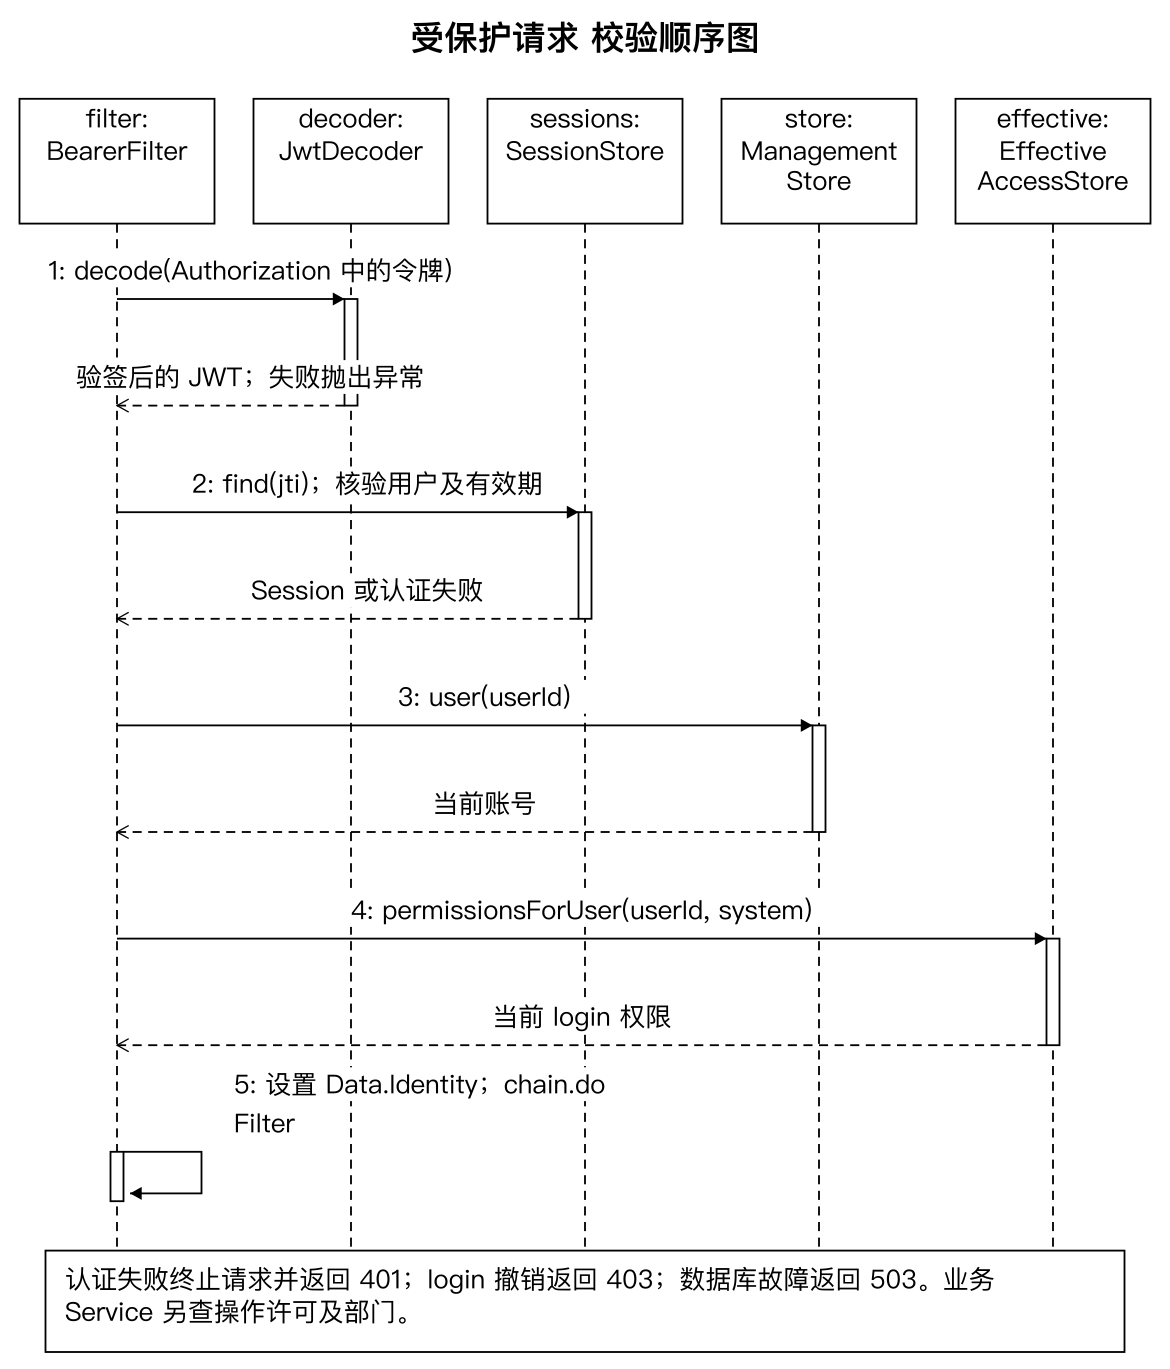 受保护请求 校验顺序图
filter:
BearerFilter
decoder:
JwtDecoder
sessions:
SessionStore
store:
Management
Store
effective:
Effective
AccessStore
1: decode(Authorization 中的令牌)
验签后的 JWT；失败抛出异常
2: find(jti)；核验用户及有效期
Session 或认证失败
3: user(userId)
当前账号
4: permissionsForUser(userId, system)
当前 login 权限
5: 设置 Data.Identity；chain.do
Filter
认证失败终止请求并返回 401；login 撤销返回 403；数据库故障返回 503。业务
Service 另查操作许可及部门。